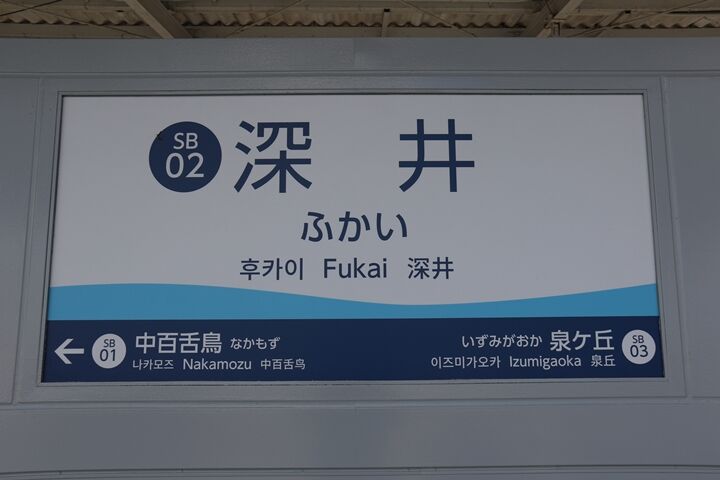 SB
02
深井
ふかい
후카이 Fukai 深井
← SB
01
中百舌鳥 なかもず
나카모즈 Nakamozu 中百舌鸟
いずみがおか 泉ケ丘
이즈미가오카 Izumigaoka 泉丘
SB
03